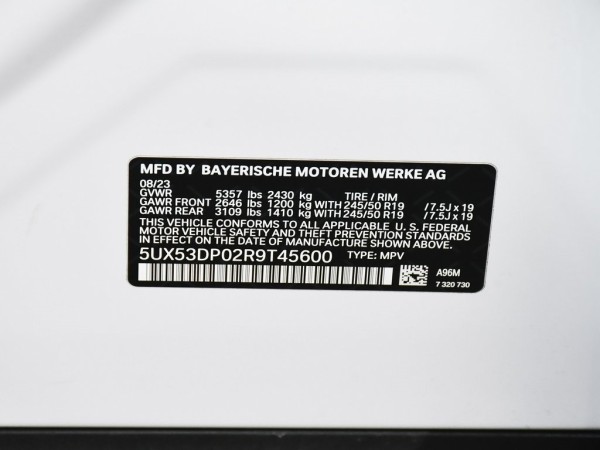 MFD BY BAYERISCHE MOTOREN WERKE AG
08/23
GVWR 5357 lbs 2430 kg TIRE / RIM
GAWR FRONT 2646 lbs 1200 kg WITH 245/50 R19 / 7.5J x 19
GAWR REAR 3109 lbs 1410 kg WITH 245/50 R19 / 7.5J x 19
THIS VEHICLE CONFORMS TO ALL APPLICABLE U. S. FEDERAL
MOTOR VEHICLE SAFETY STANDARDS IN EFFECT ON THE
DATE OF MANUFACTURE SHOWN ABOVE.
5UX53DP02R9T45600 TYPE: MPV
A96M
7 320 730